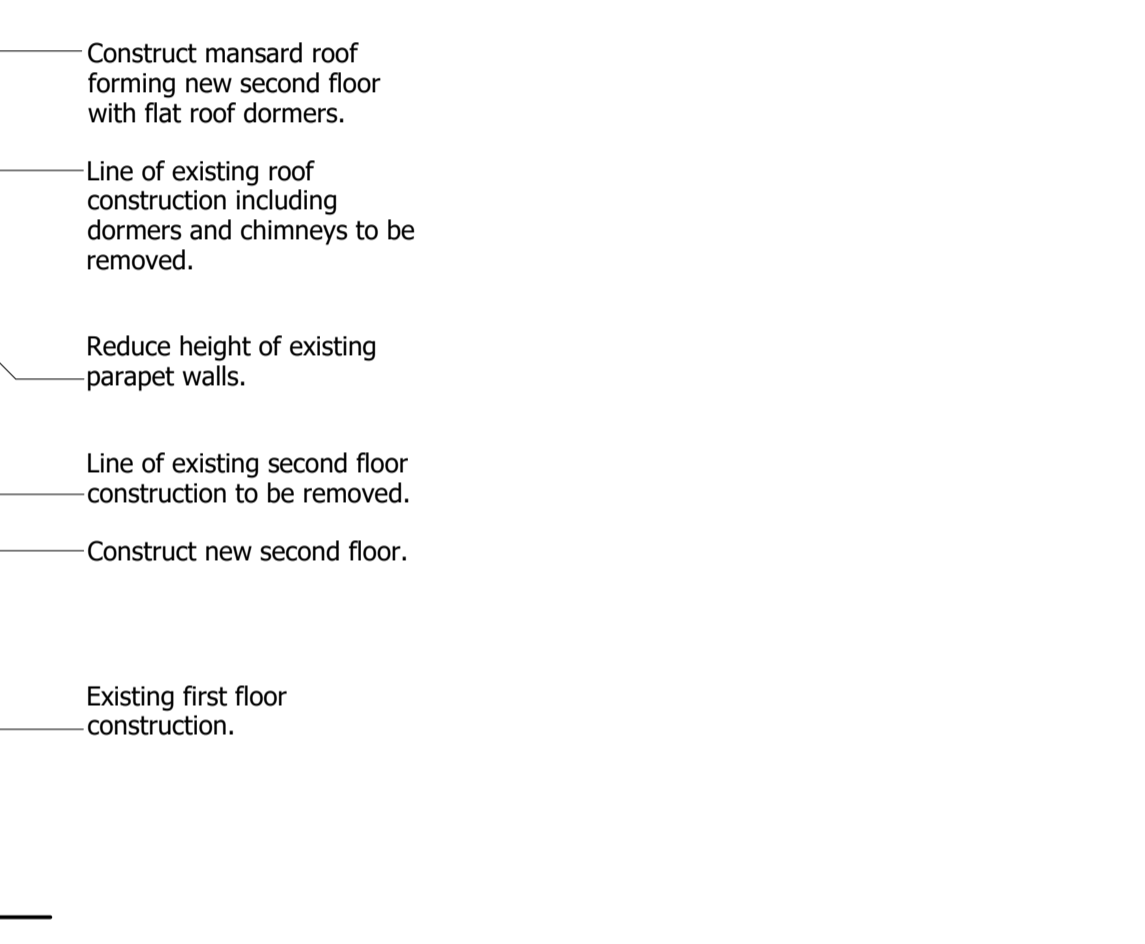 Construct mansard roof
forming new second floor
with flat roof dormers.
Line of existing roof
construction including
dormers and chimneys to be
removed.
Reduce height of existing
parapet walls.
Line of existing second floor
construction to be removed.
Construct new second floor.
Existing first floor
construction.